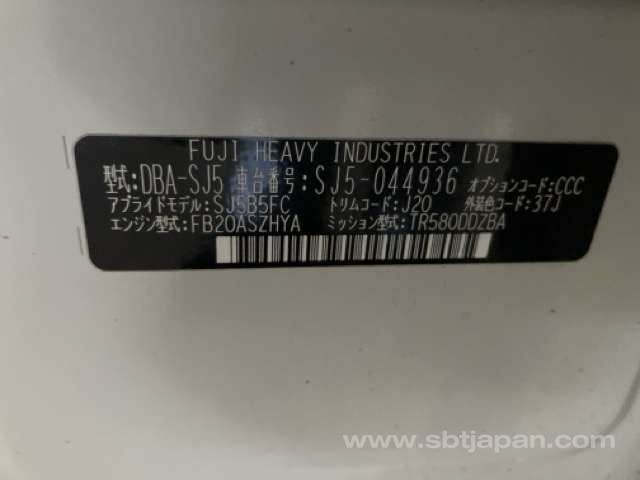 FUJI HEAVY INDUSTRIES LTD.
型式:DBA-SJ5 車台番号:SJ5-044936 オプションコード:CCC
アプライドモデル:SJ5B5FC トリムコード:J20 外装色コード:37J
エンジン型式:FB20ASZHYA ミッション型式:TR580DDZBA
www.sbtjapan.com